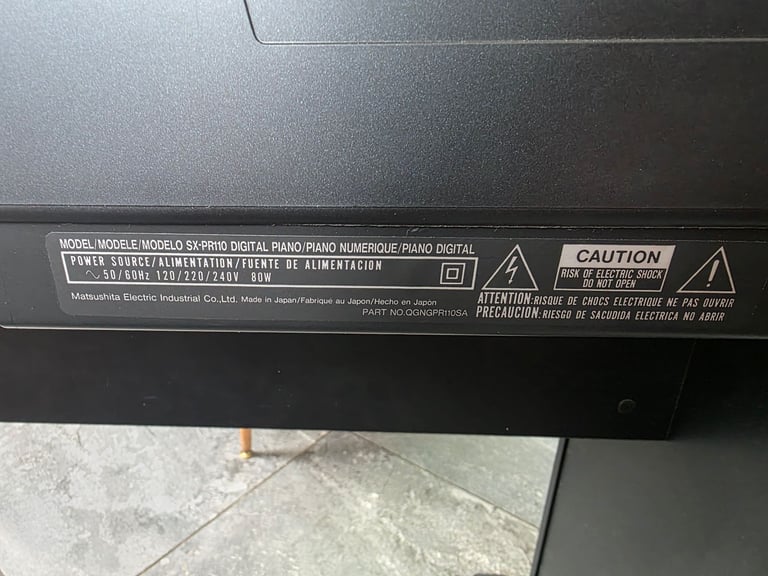 MODEL/MODELE/MODELO SX-PR110 DIGITAL PIANO/PIANO NUMERIQUE/PIANO DIGITAL
POWER SOURCE/ALIMENTATION/FUENTE DE ALIMENTACION
~ 50/60Hz 120/220/240V 80W
Matsushita Electric Industrial Co.,Ltd. Made in Japan/Fabriqué au Japon/Hecho en Japón
PART NO.QGNGPR110SA
CAUTION
RISK OF ELECTRIC SHOCK
DO NOT OPEN
ATTENTION:RISQUE DE CHOCS ELECTRIQUE NE PAS OUVRIR
PRECAUCION:RIESGO DE SACUDIDA ELECTRICA NO ABRIR